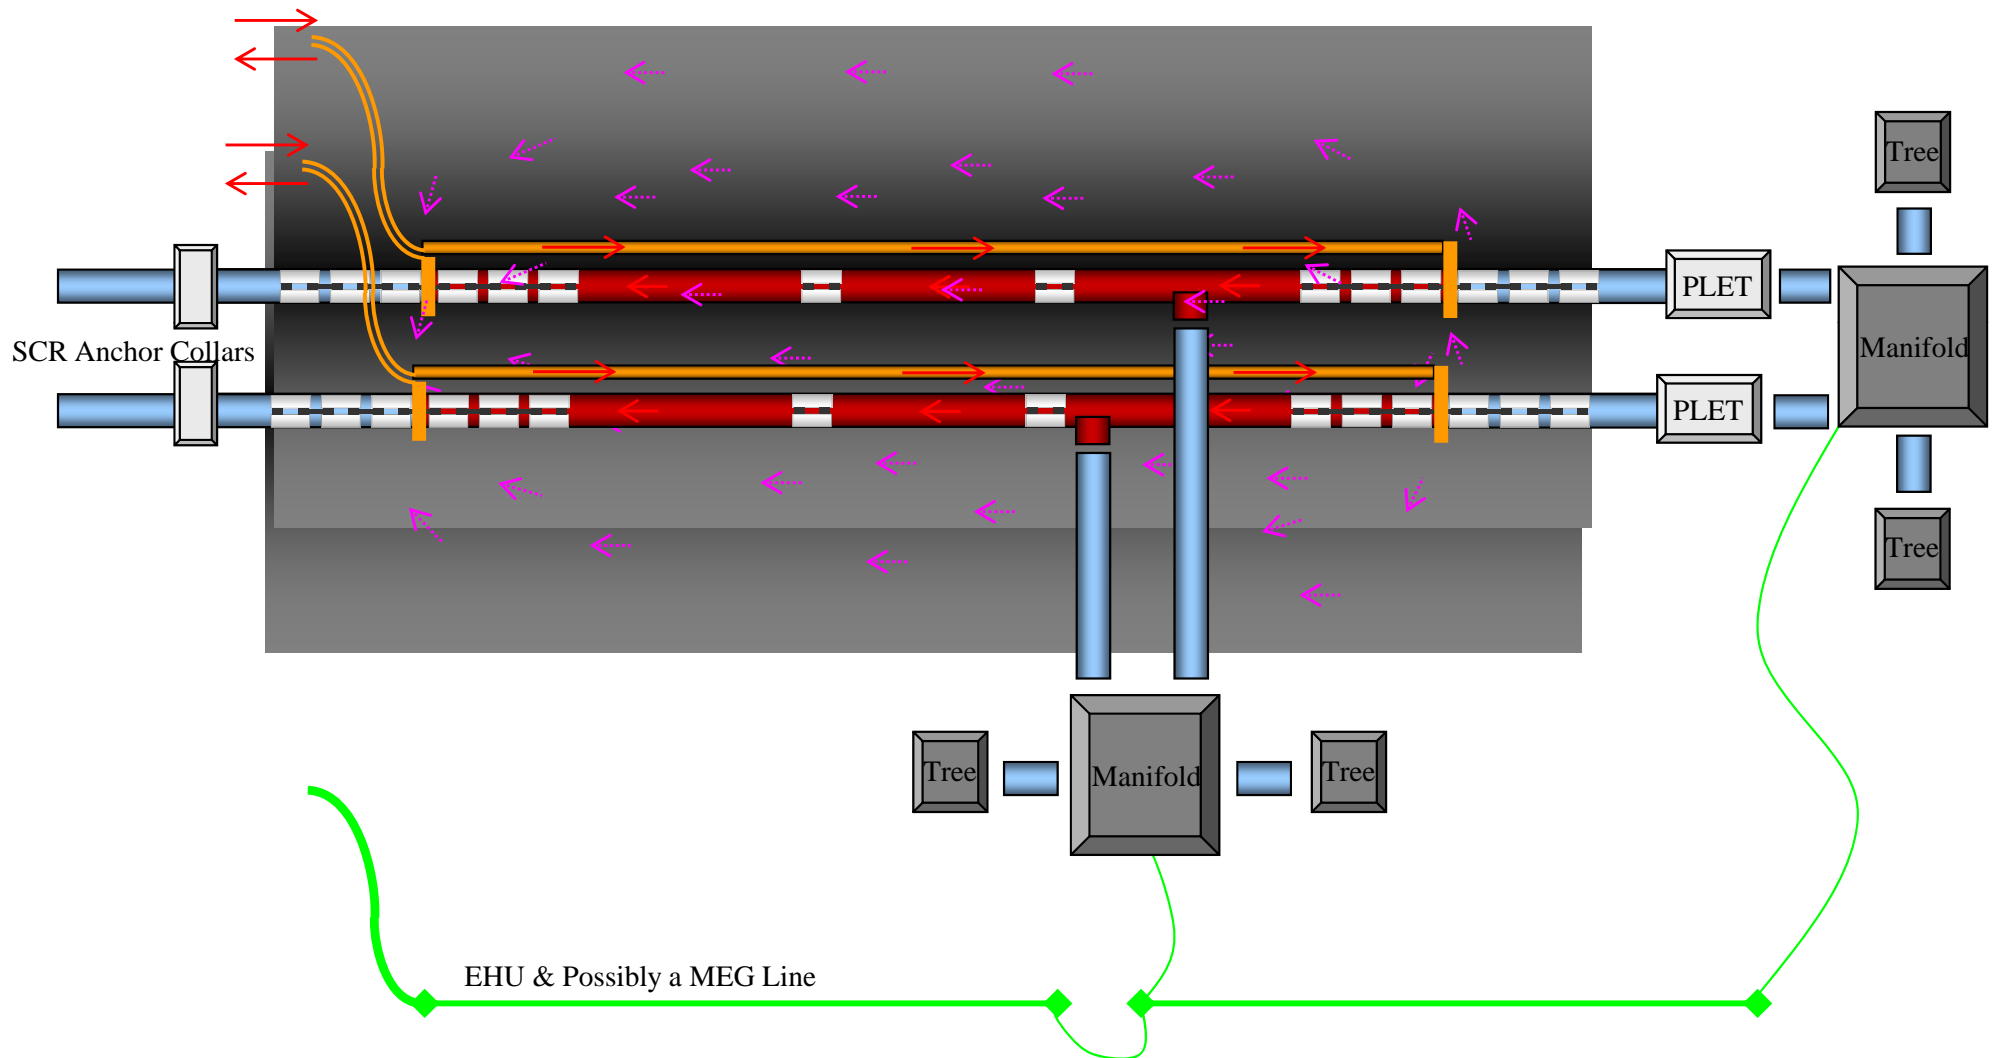 Tree
PLET
SCR Anchor Collars
Manifold
PLET
Tree
Tree
Manifold
Tree
EHU & Possibly a MEG Line